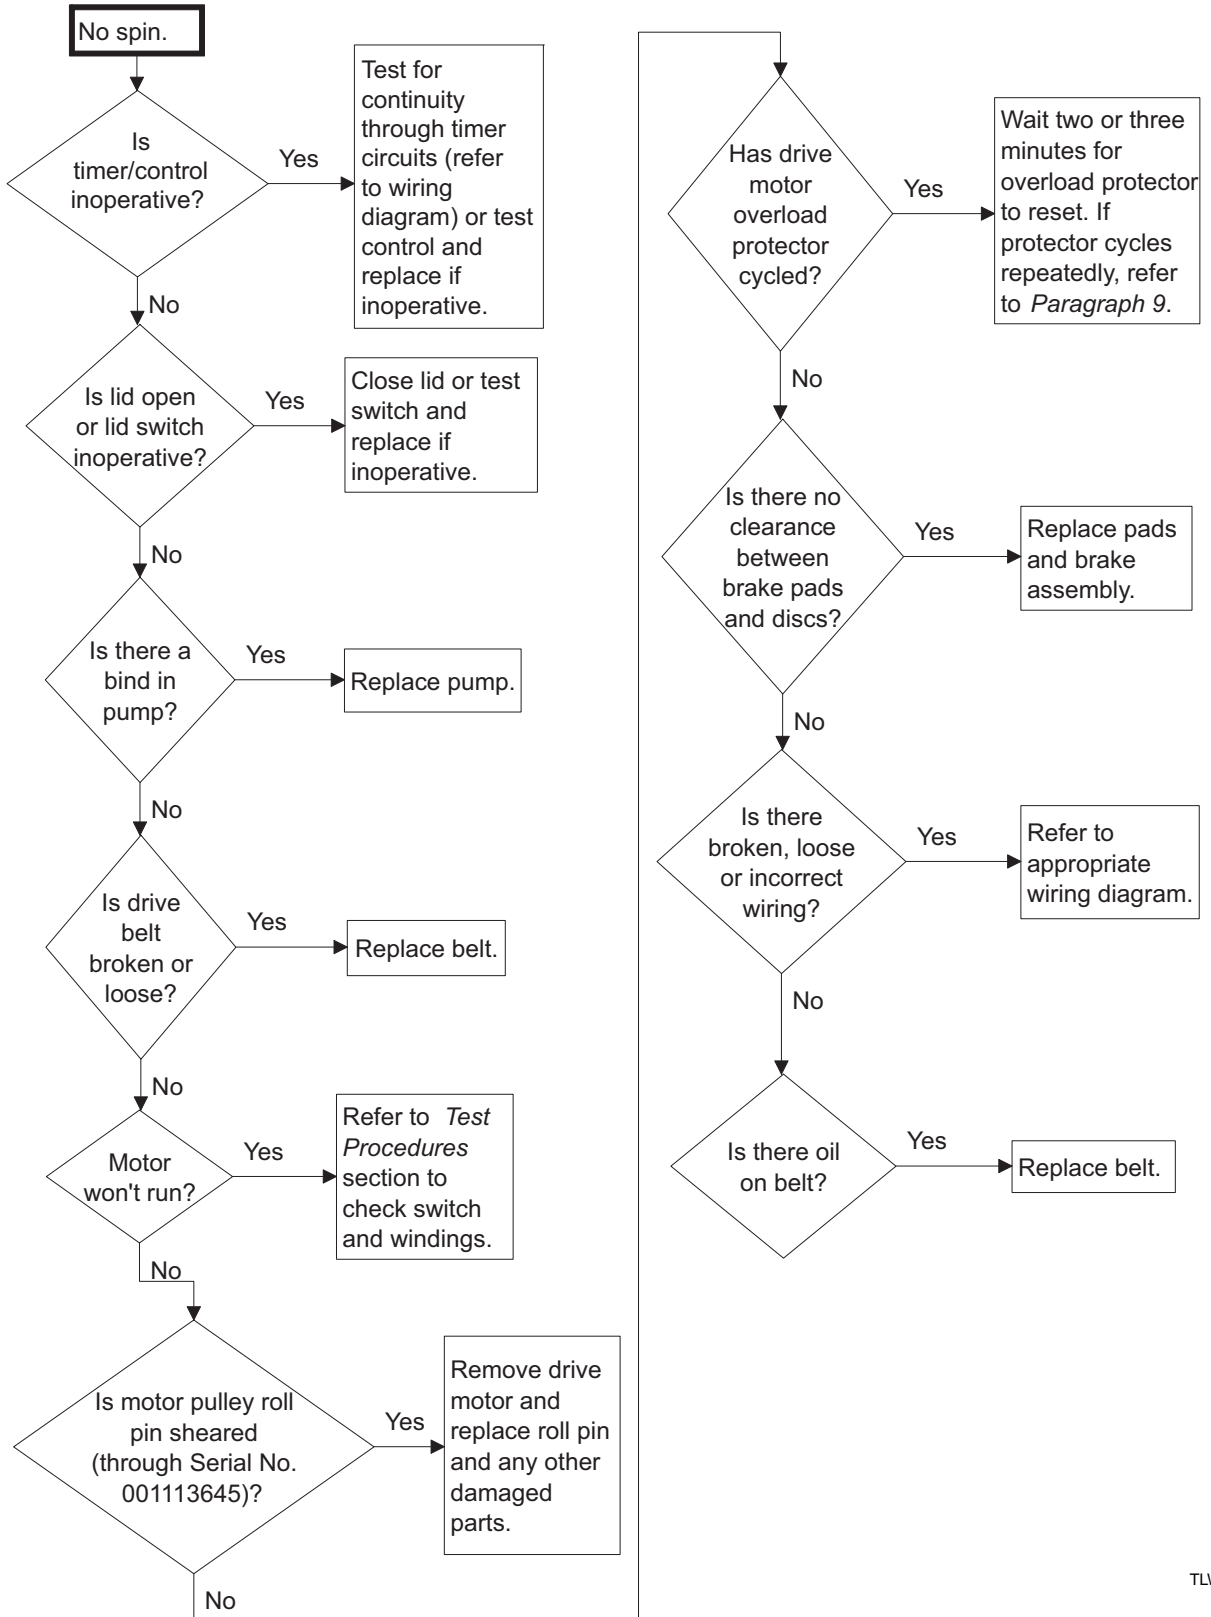 No spin.
Is
timer/control
inoperative?
Yes
Test for
continuity
through timer
circuits (refer
to wiring
diagram) or test
control and
replace if
inoperative.
No
Is lid open
or lid switch
inoperative?
Yes
Close lid or test
switch and
replace if
inoperative.
No
Is there a
bind in
pump?
Yes
Replace pump.
No
Is drive
belt
broken or
loose?
Yes
Replace belt.
No
Motor
won't run?
Yes
Refer to Test
Procedures
section to
check switch
and windings.
No
Is motor pulley roll
pin sheared
(through Serial No.
001113645)?
Yes
Remove drive
motor and
replace roll pin
and any other
damaged
parts.
No
Has drive
motor
overload
protector
cycled?
Yes
Wait two or three
minutes for
overload protector
to reset. If
protector cycles
repeatedly, refer
to Paragraph 9.
No
Is there no
clearance
between
brake pads
and discs?
Yes
Replace pads
and brake
assembly.
No
Is there
broken, loose
or incorrect
wiring?
Yes
Refer to
appropriate
wiring diagram.
No
Is there oil
on belt?
Yes
Replace belt.